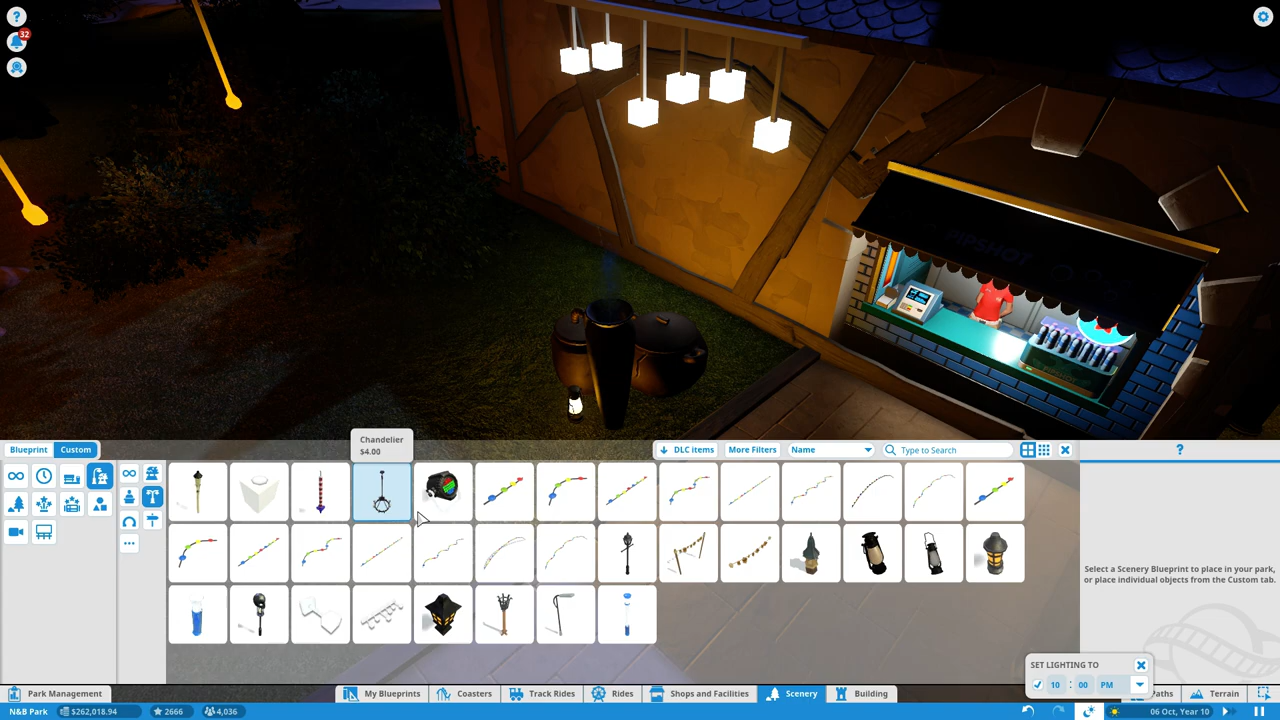 32
PIPSHOT
Chandelier
$4.00
Blueprint
Custom
DLC items
More Filters
Name
Type to Search
?
?
Select a Scenery Blueprint to place in your park,
or place individual objects from the Custom tab.
SET LIGHTING TO
10 : 00 PM
Park Management
My Blueprints
Coasters
Track Rides
Rides
Shops and Facilities
Scenery
Building
Paths
Terrain
N&B Park
$262,018.94
2666
4,036
06 Oct, Year 10